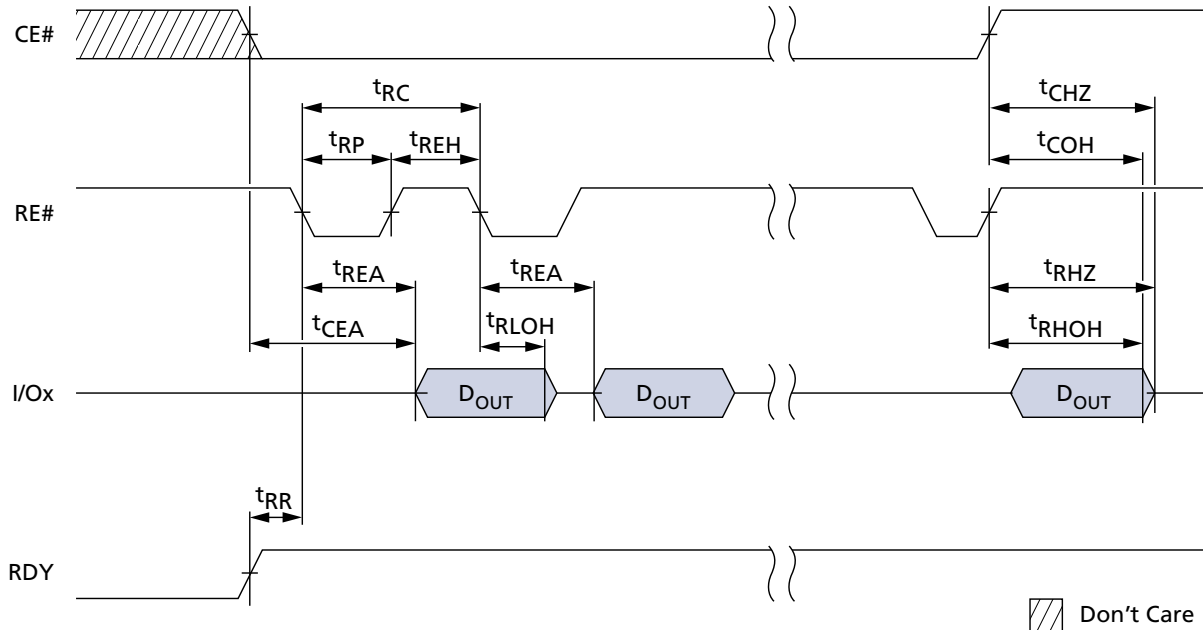 CE#
tRC
tCHZ
tRP
tREH
tCOH
RE#
tREA
tREA
tRHZ
tCEA
tRLOH
tRHOH
I/Ox
DOUT
DOUT
DOUT
tRR
RDY
Don't Care